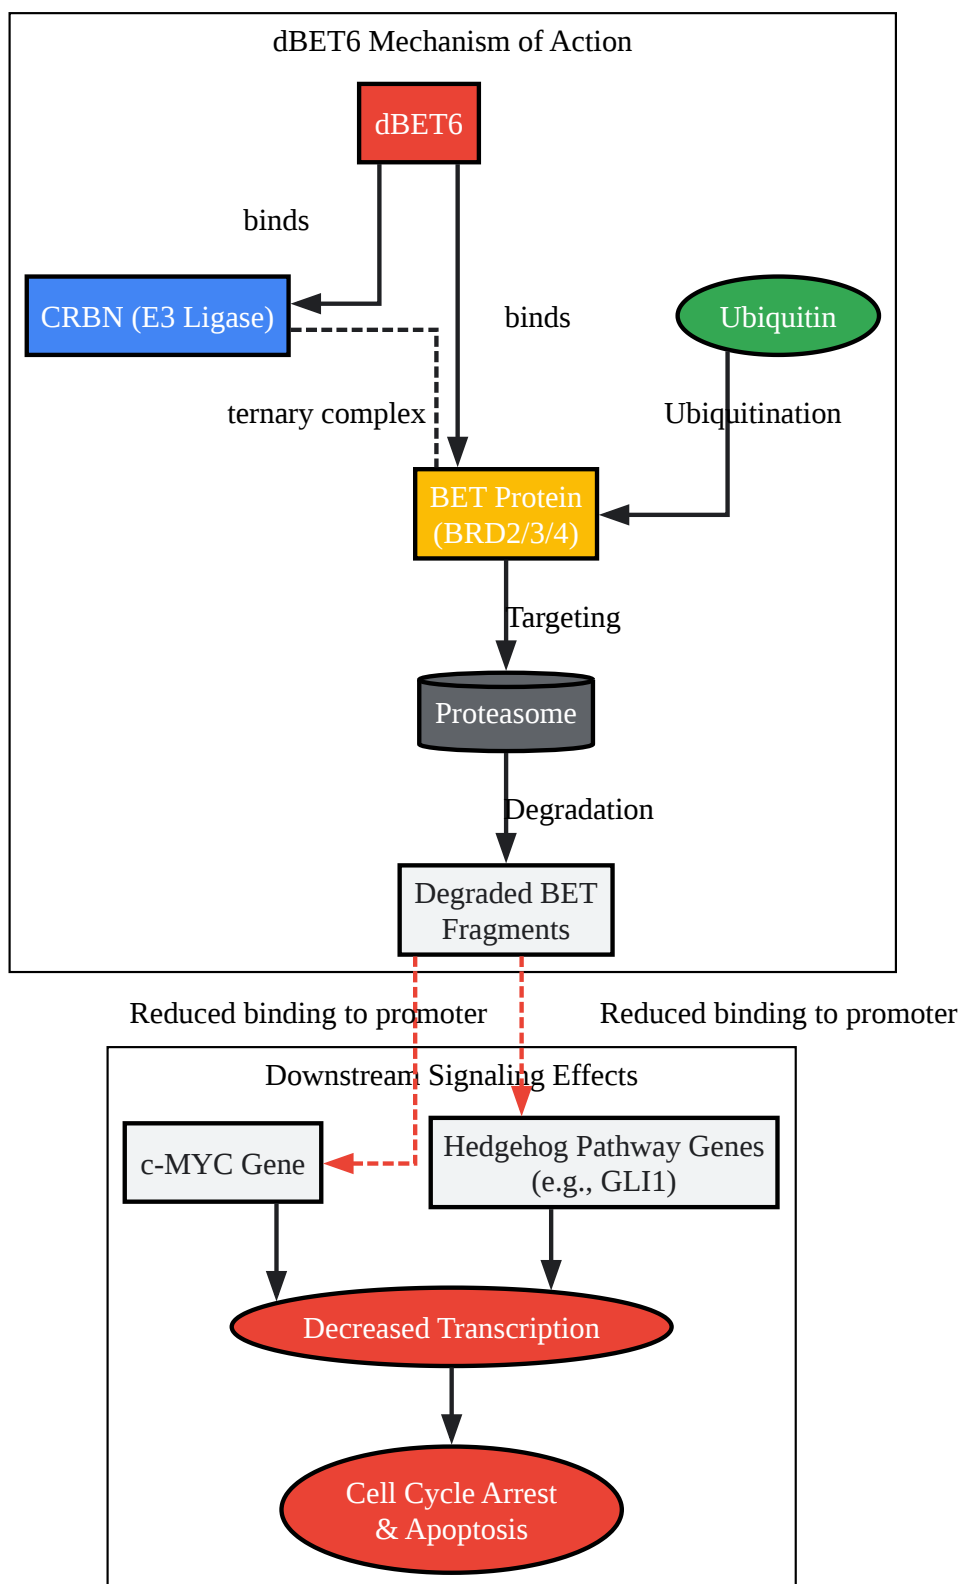 dBET6 Mechanism of Action
dBET6
binds
CRBN (E3 Ligase)
binds
Ubiquitin
ternary complex
Ubiquitination
BET Protein
(BRD2/3/4)
Targeting
Proteasome
Degradation
Degraded BET
Fragments
Reduced binding to promoter
Reduced binding to promoter
Downstream Signaling Effects
c-MYC Gene
Hedgehog Pathway Genes
(e.g., GLI1)
Decreased Transcription
Cell Cycle Arrest
& Apoptosis